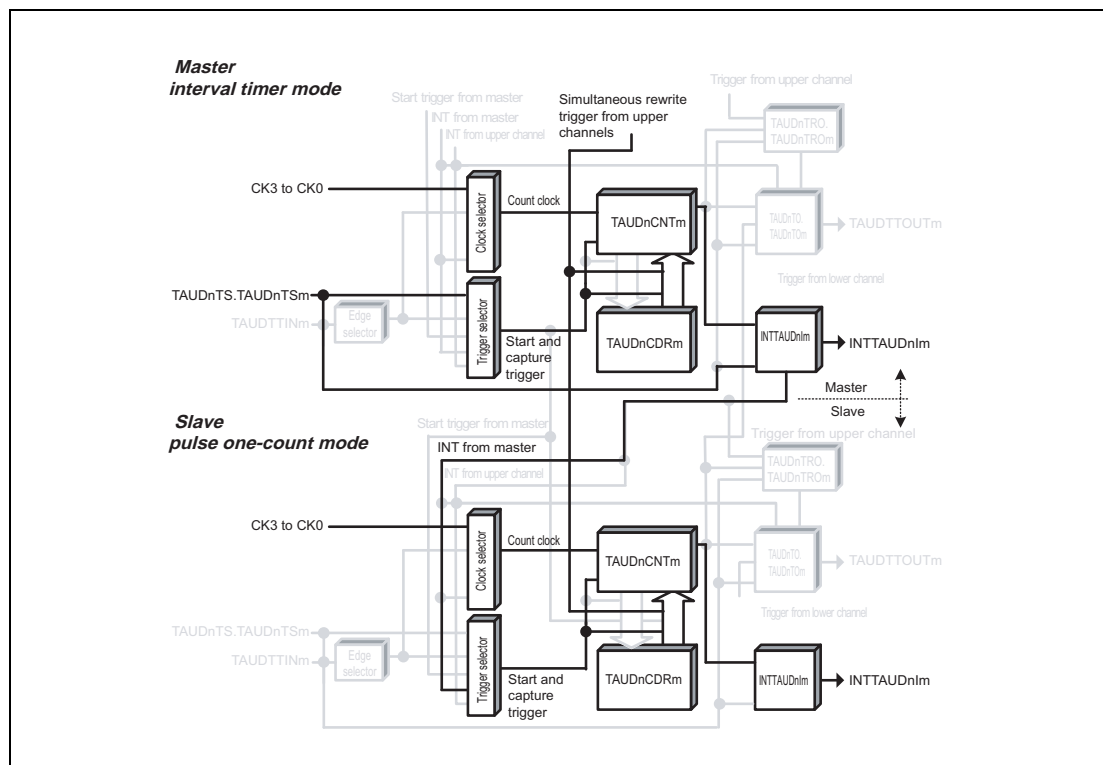 Master
interval timer mode
Trigger from upper channel
Start trigger from master
INT from master
INT from upper channel
Simultaneous rewrite
trigger from upper
channels
TAUDnTRO.
TAUDnTROm
CK3 to CK0
Clock selector
Count clock
TAUDnCNTm
TAUDnTO.
TAUDnTOm
TAUDTTOUTm
Trigger from lower channel
TAUDnTS.TAUDnTSm
TAUDTTINm
Edge
selector
Trigger selector
Start and
capture
trigger
TAUDnCDRm
INTTAUDnIm
INTTAUDnIm
Master
Slave
Slave
pulse one-count mode
Start trigger from master
INT from master
INT from upper channel
Trigger from upper channel
TAUDnTRO.
TAUDnTROm
CK3 to CK0
Clock selector
Count clock
TAUDnCNTm
TAUDnTO.
TAUDnTOm
TAUDTTOUTm
Trigger from lower channel
TAUDnTS.TAUDnTSm
TAUDTTINm
Edge
selector
Trigger selector
Start and
capture
trigger
TAUDnCDRm
INTTAUDnIm
INTTAUDnIm